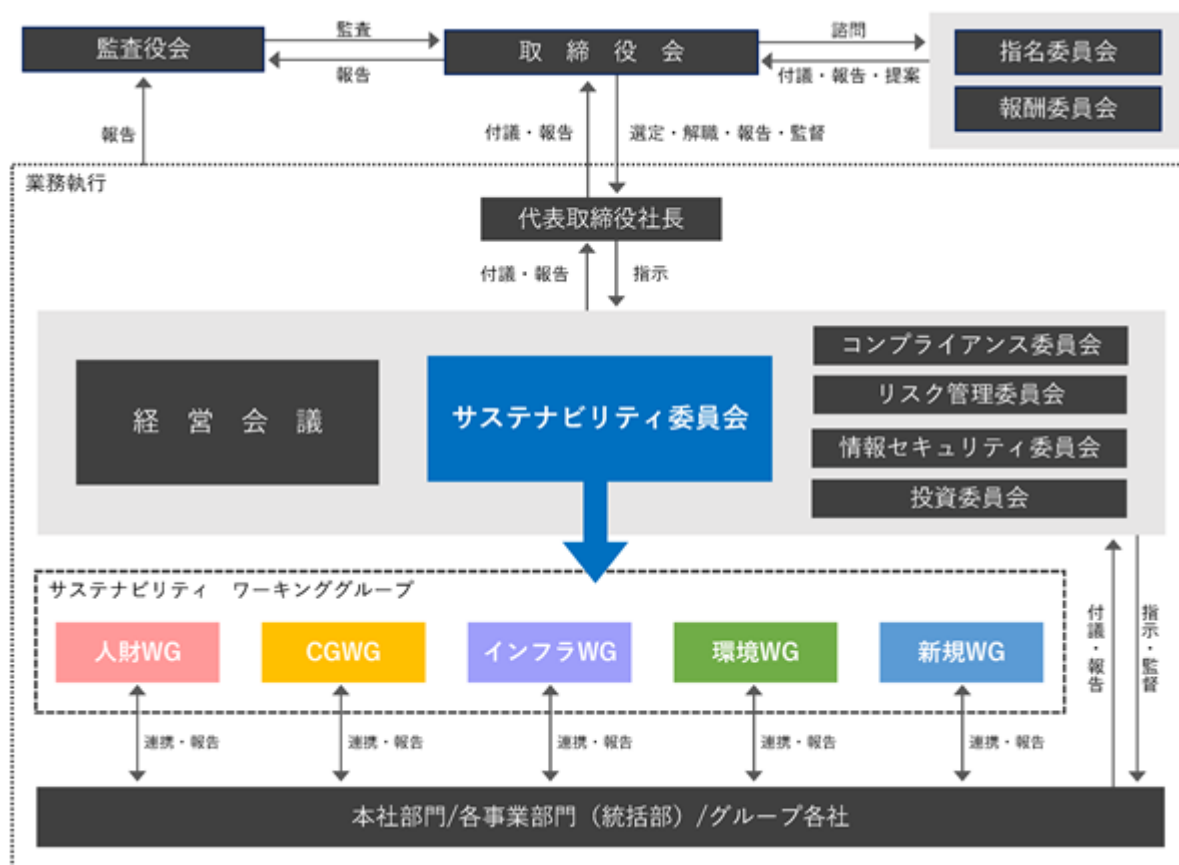 監査役会
監査
報告
取 締 役 会
諮問
付議・報告・提案
指名委員会
報酬委員会
報告
付議・報告
選定・解職・報告・監督
業務執行
代表取締役社長
付議・報告
指示
経 営 会 議
サステナビリティ委員会
コンプライアンス委員会
リスク管理委員会
情報セキュリティ委員会
投資委員会
サステナビリティ ワーキンググループ
人財WG
CGWG
インフラWG
環境WG
新規WG
付議・報告
指示・監督
連携・報告
連携・報告
連携・報告
連携・報告
連携・報告
本社部門/各事業部門（統括部）/グループ各社